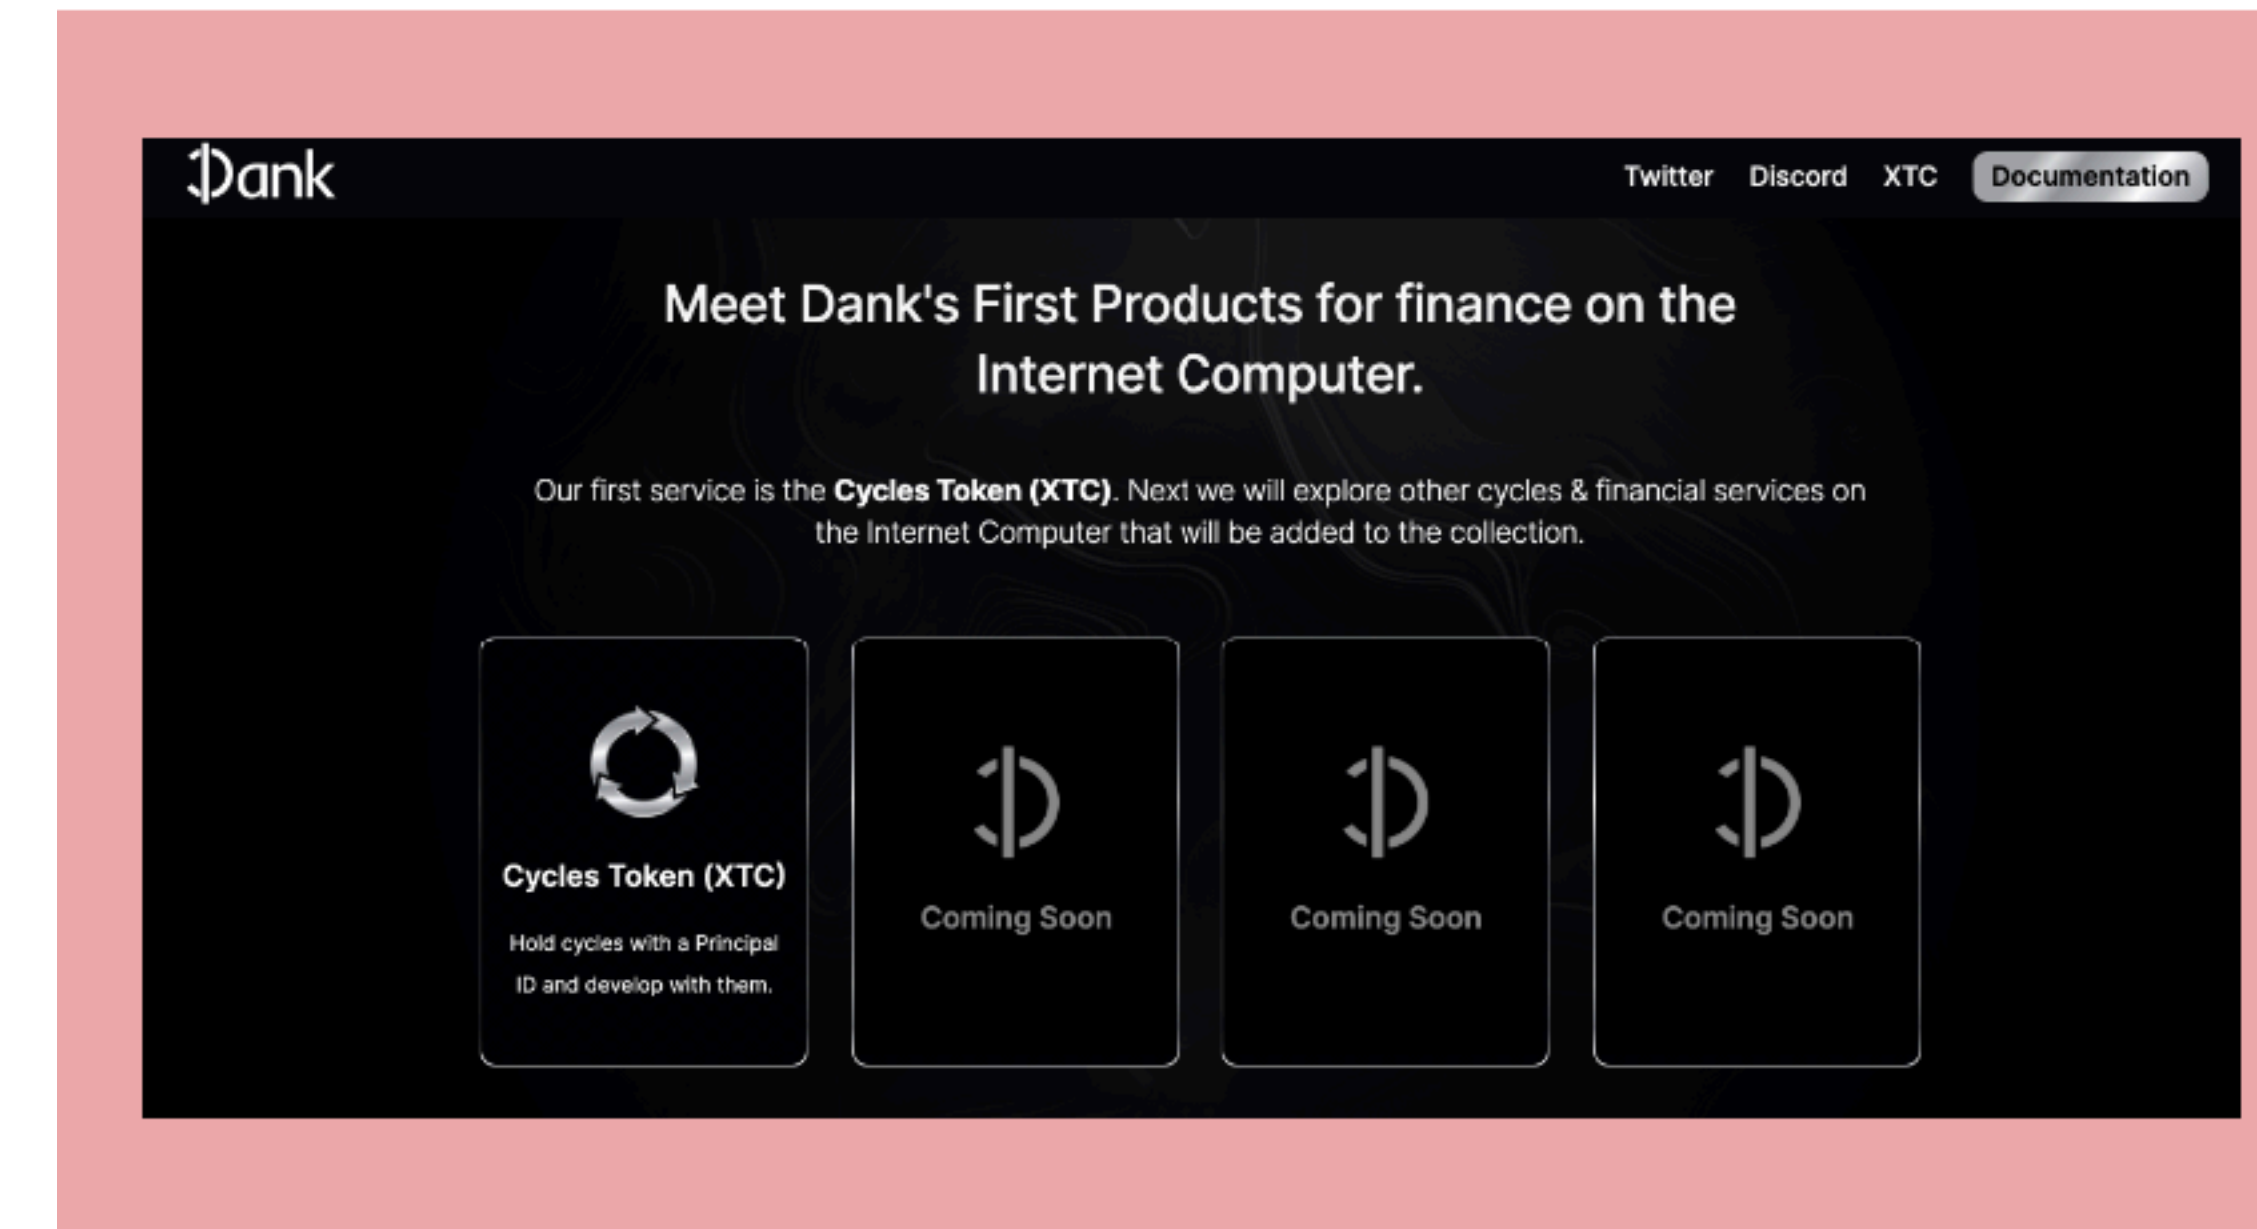 Dank
Twitter Discord XTC Documentation
Meet Dank's First Products for finance on the
Internet Computer.
Our first service is the Cycles Token (XTC). Next we will explore other cycles & financial services on
the Internet Computer that will be added to the collection.
Cycles Token (XTC)
Hold cycles with a Principal
ID and develop with them.
Coming Soon
Coming Soon
Coming Soon